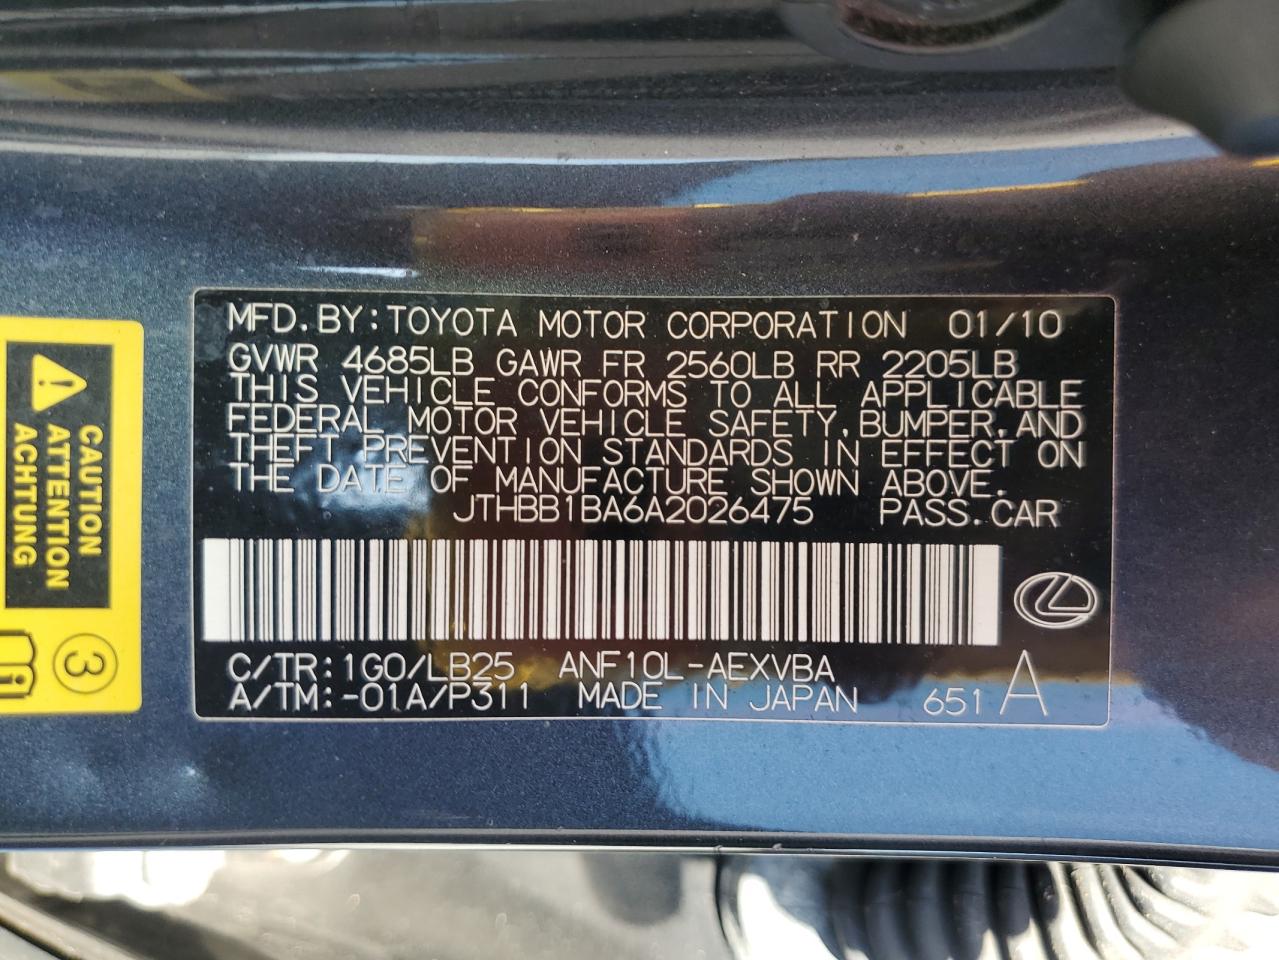 MFD.BY:TOYOTA MOTOR CORPORATION 01/10
GVWR 4685LB GAWR FR 2560LB RR 2205LB
THIS VEHICLE CONFORMS TO ALL APPLICABLE
FEDERAL MOTOR VEHICLE SAFETY,BUMPER,AND
THEFT PREVENTION STANDARDS IN EFFECT ON
THE DATE OF MANUFACTURE SHOWN ABOVE.
JTHBB1BA6A2026475 PASS.CAR
C/TR:1G0/LB25 ANF10L-AEXVBA
A/TM:-01A/P311 MADE IN JAPAN 651 A
CAUTION
ATTENTION
ACHTUNG
3